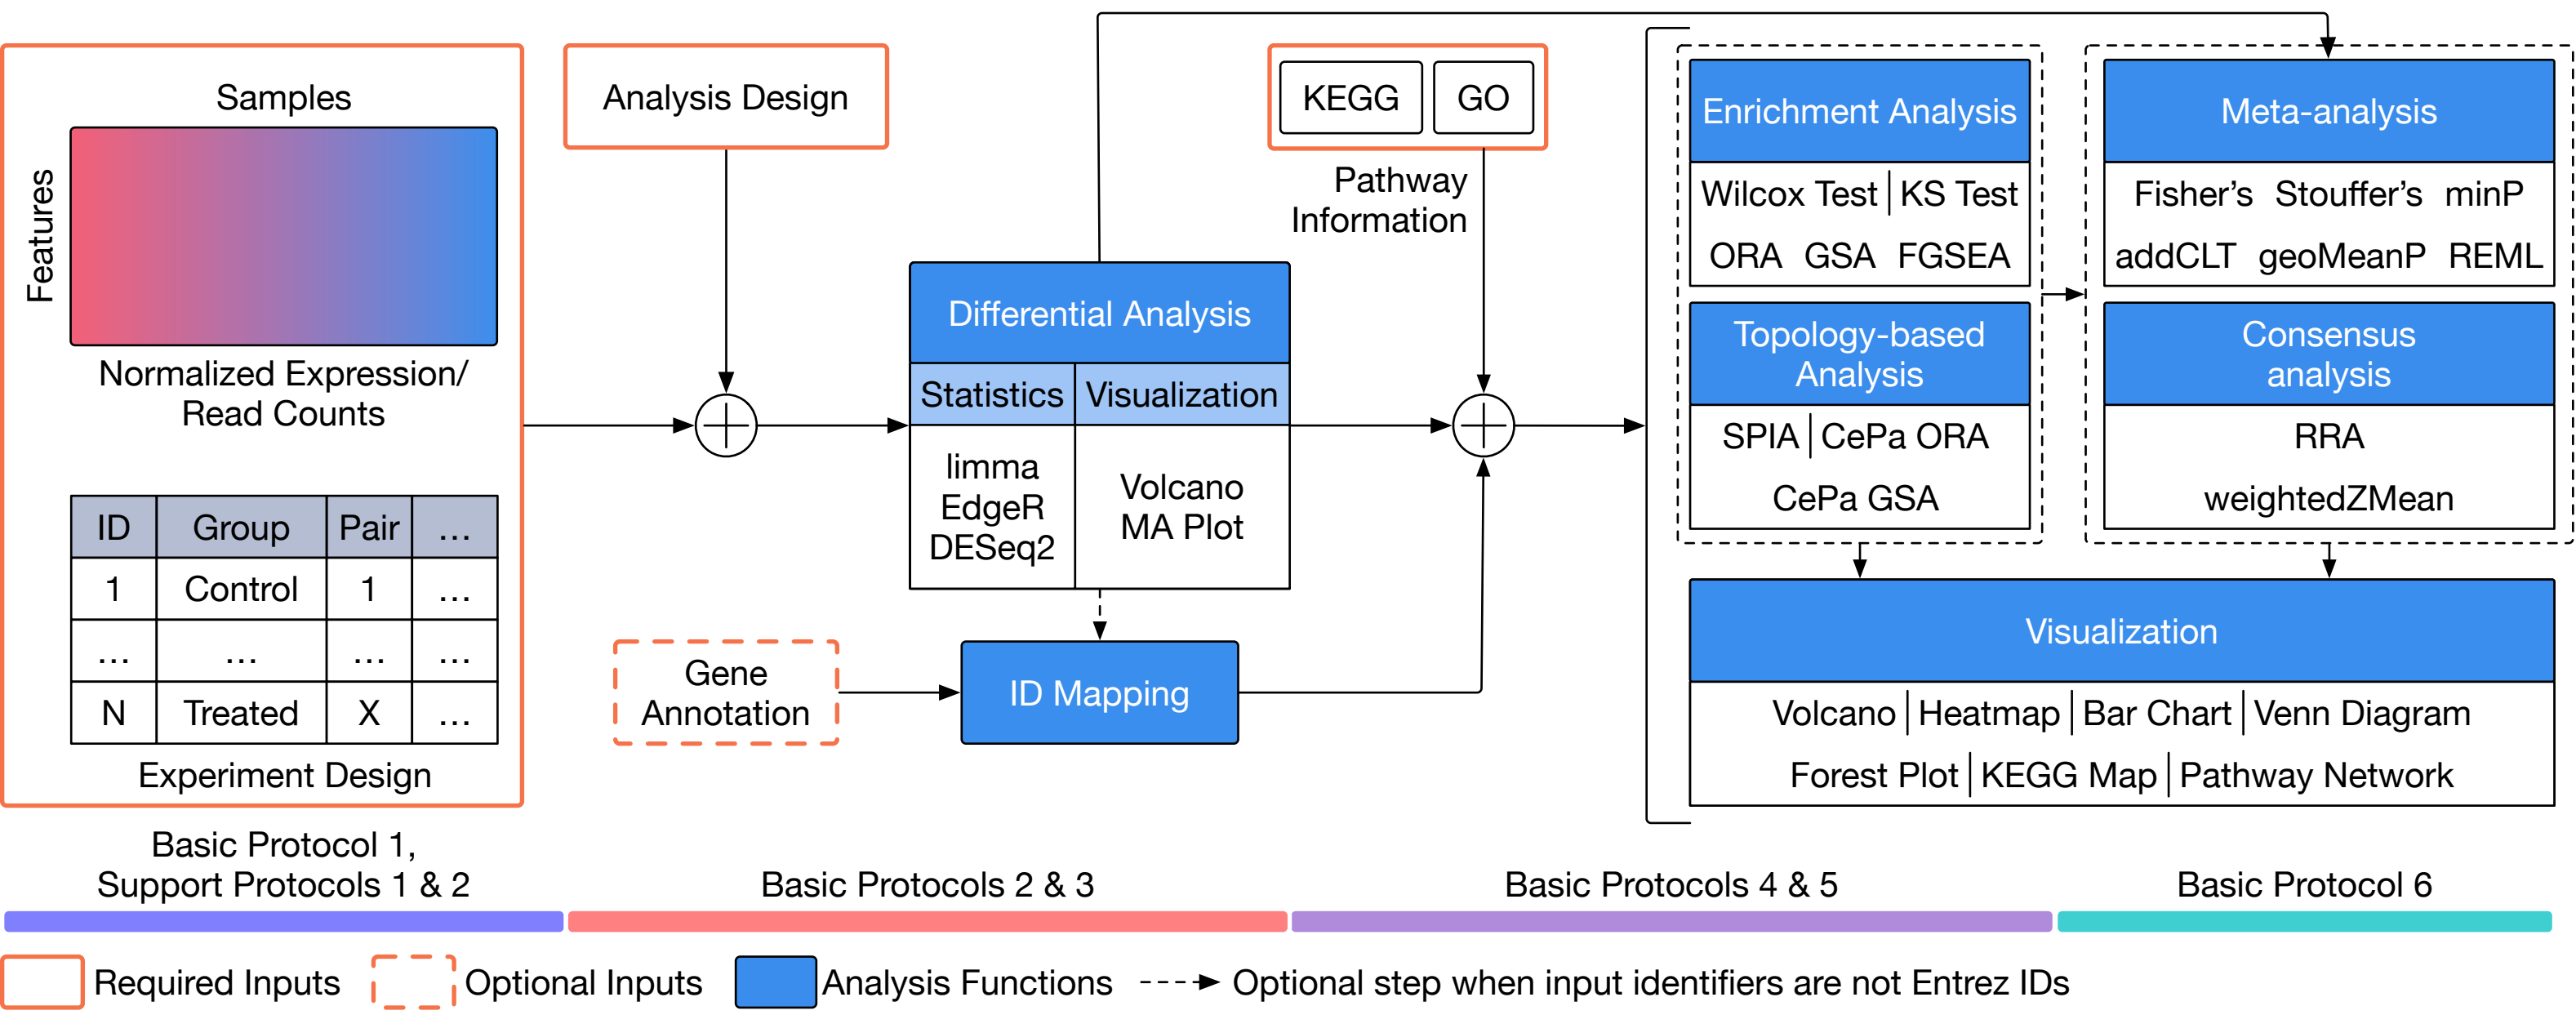 Samples
Features
Normalized Expression/
Read Counts
ID Group Pair ...
1 Control 1 ...
... ... ... ...
N Treated X ...
Experiment Design
Analysis Design
Differential Analysis
Statistics Visualization
limma
EdgeR
DESeq2
Volcano
MA Plot
Gene
Annotation
ID Mapping
KEGG GO
Pathway
Information
Enrichment Analysis
Wilcox Test | KS Test
ORA GSA FGSEA
Topology-based
Analysis
SPIA | CePa ORA
CePa GSA
Meta-analysis
Fisher’s Stouffer’s minP
addCLT geoMeanP REML
Consensus
analysis
RRA
weightedZMean
Visualization
Volcano | Heatmap | Bar Chart | Venn Diagram
Forest Plot | KEGG Map | Pathway Network
Basic Protocol 1,
Support Protocols 1 & 2
Basic Protocols 2 & 3
Basic Protocols 4 & 5
Basic Protocol 6
Required Inputs
Optional Inputs
Analysis Functions
Optional step when input identifiers are not Entrez IDs